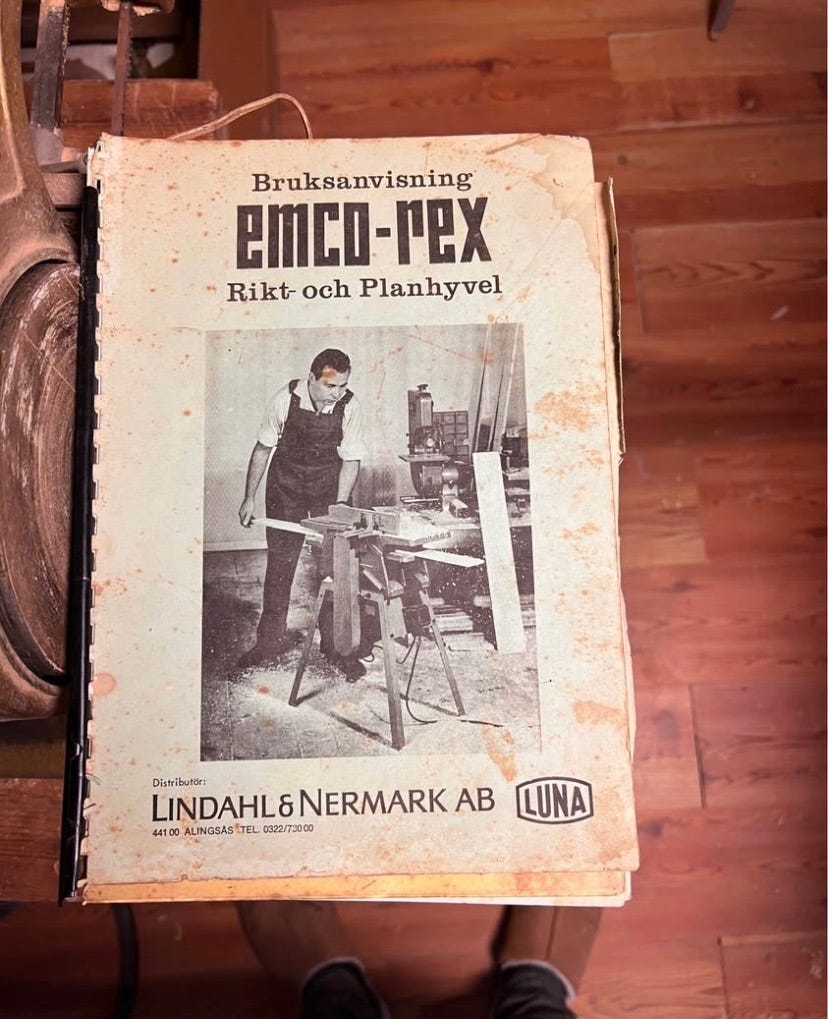 Bruksanvisning
emco-rex
Rikt- och Planhyvel
Distributör:
LINDAHL & NERMARK AB
LUNA
441 00 ALINGSÅS TEL. 0322/730 00